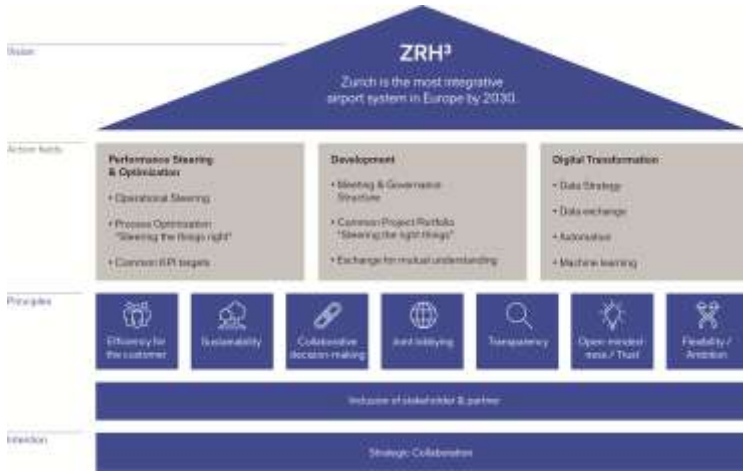 Vision
ZRH³
Zurich is the most integrative
airport system in Europe by 2030.
Action fields
Performance Steering
& Optimization
• Operational Steering
• Process Optimization
"Steering the things right"
• Common KPI targets
Development
• Meeting & Governance
Structure
• Common Project Portfolio
"Steering the right things"
• Exchange for mutual understanding
Digital Transformation
• Data Strategy
• Data exchange
• Automation
• Machine learning
Principles
Efficiency for
the customer
Sustainability
Collaborative
decision-making
Joint lobbying
Transparency
Open-minded-
ness / Trust
Flexibility /
Ambition
Inclusion of stakeholder & partner
Intention
Strategic Collaboration